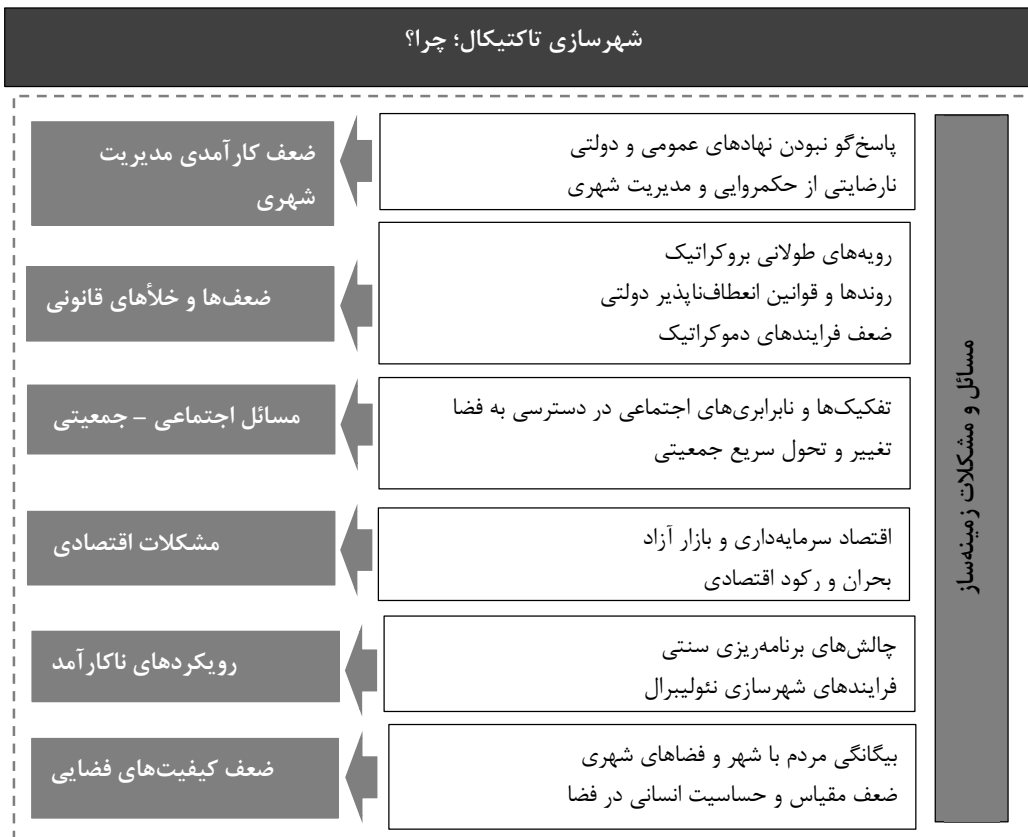 شهرسازی تاکتیکال؛ چرا؟
مسائل و مشکلات زمینه‌ساز
پاسخ‌گو نبودن نهادهای عمومی و دولتی
نارضایتی از حکمروایی و مدیریت شهری
ضعف کارآمدی مدیریت
شهری
رویه‌های طولانی بروکراتیک
روندها و قوانین انعطاف‌ناپذیر دولتی
ضعف فرایندهای دموکراتیک
ضعف‌ها و خلأهای قانونی
تفکیک‌ها و نابرابری‌های اجتماعی در دسترسی به فضا
تغییر و تحول سریع جمعیتی
مسائل اجتماعی – جمعیتی
اقتصاد سرمایه‌داری و بازار آزاد
بحران و رکود اقتصادی
مشکلات اقتصادی
چالش‌های برنامه‌ریزی سنتی
فرایندهای شهرسازی نئولیبرال
رویکردهای ناکارآمد
بیگانگی مردم با شهر و فضاهای شهری
ضعف مقیاس و حساسیت انسانی در فضا
ضعف کیفیت‌های فضایی